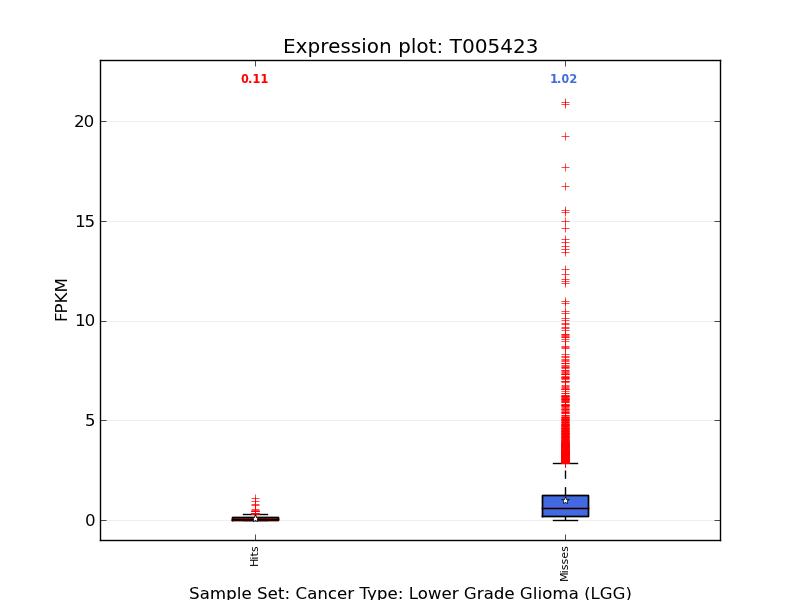 Expression plot: T005423
0.11
1.02
20
15
10
5
0
FPKM
Hits
Misses
Sample Set: Cancer Type: Lower Grade Glioma (LGG)